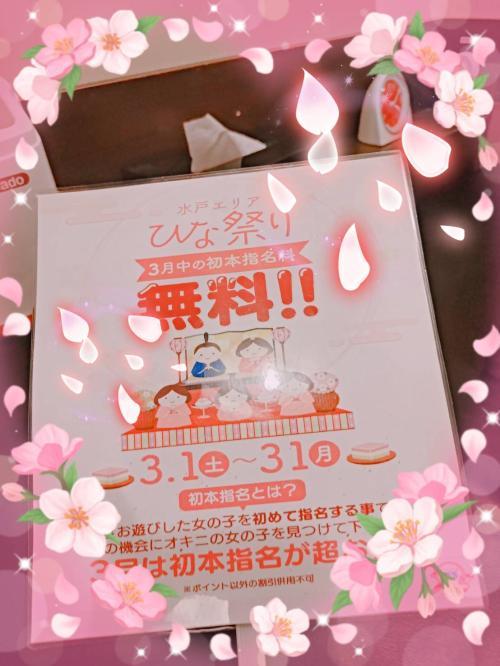 ado
水戸エリア
ひな祭り
3月中の初本指名料
無料!!
3.1土〜31月
初本指名とは?
お遊びした女の子を初めて指名する事で
の機会にオキニの女の子を見つけて下
3月は初本指名が超お
※ポイント以外の割引併用不可